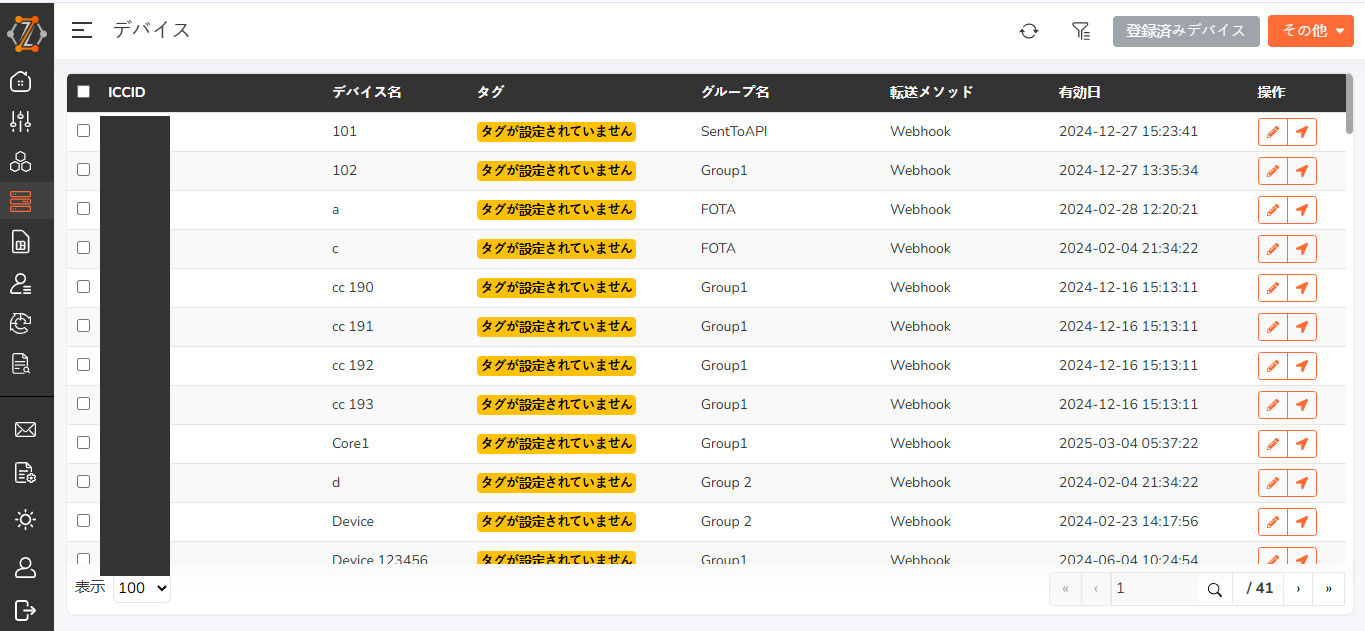 デバイス
登録済みデバイス その他
ICCID デバイス名 タグ グループ名 転送メソッド 有効日 操作
101 タグが設定されていません SentToAPI Webhook 2024-12-27 15:23:41
102 タグが設定されていません Group1 Webhook 2024-12-27 13:35:34
a タグが設定されていません FOTA Webhook 2024-02-28 12:20:21
c タグが設定されていません FOTA Webhook 2024-02-04 21:34:22
cc 190 タグが設定されていません Group1 Webhook 2024-12-16 15:13:11
cc 191 タグが設定されていません Group1 Webhook 2024-12-16 15:13:11
cc 192 タグが設定されていません Group1 Webhook 2024-12-16 15:13:11
cc 193 タグが設定されていません Group1 Webhook 2024-12-16 15:13:11
Core1 タグが設定されていません Group1 Webhook 2025-03-04 05:37:22
d タグが設定されていません Group 2 Webhook 2024-02-04 21:34:22
Device タグが設定されていません Group 2 Webhook 2024-02-23 14:17:56
Device 123456 タグが設定されていません Group1 Webhook 2024-06-04 10:24:54
表示 100 « ‹ 1 / 41 › »